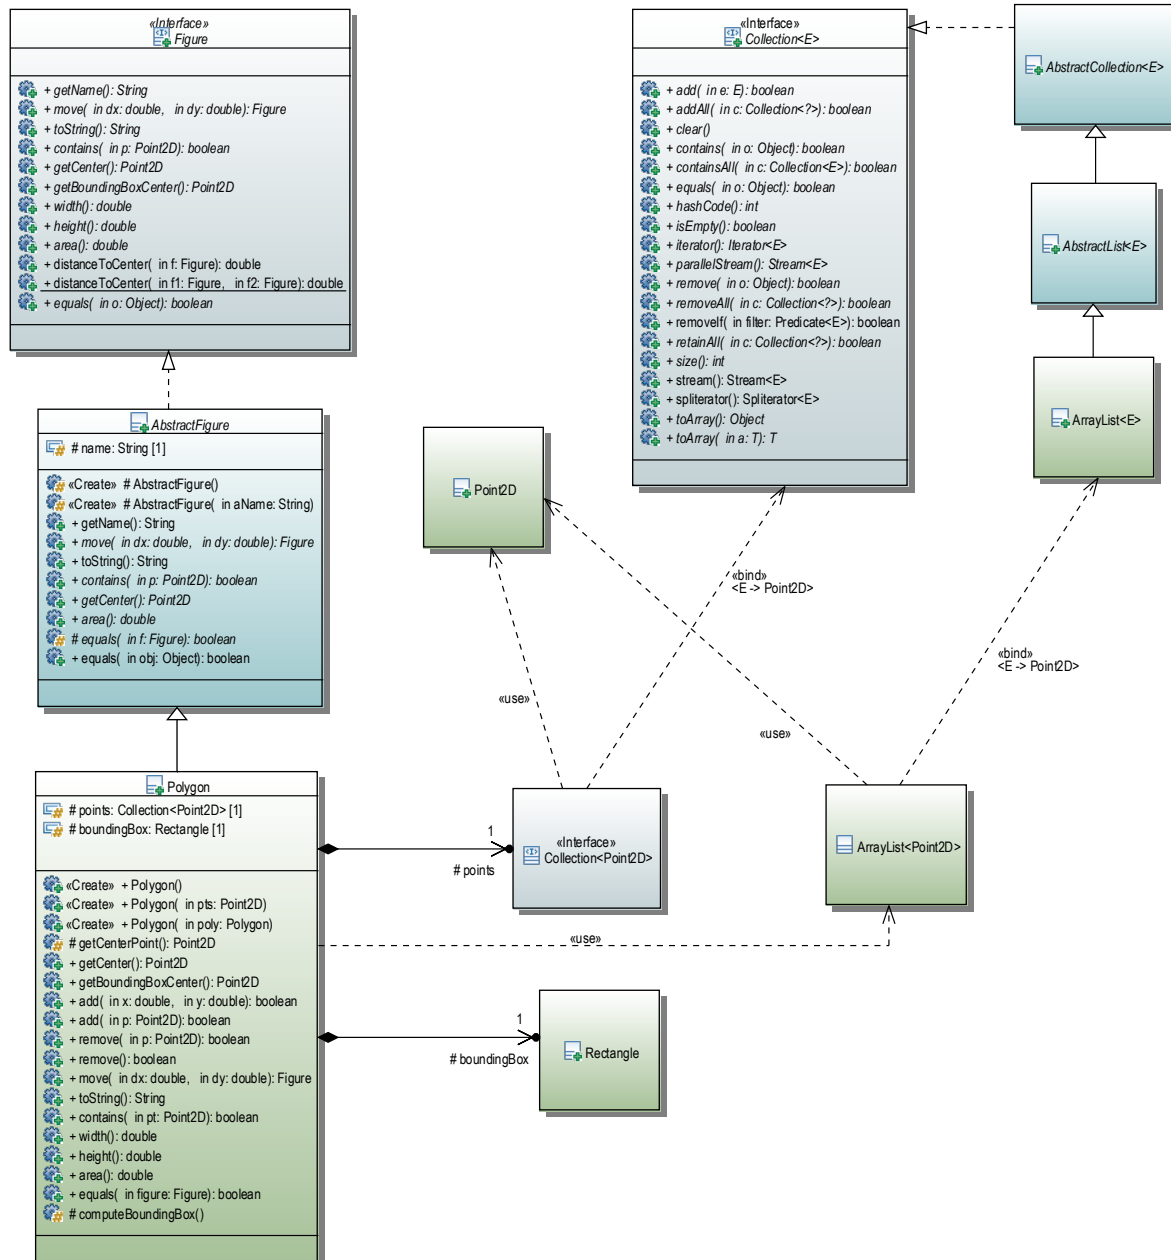 «Interface»
Figure
+ getName(): String
+ move( in dx: double, in dy: double): Figure
+ toString(): String
+ contains( in p: Point2D): boolean
+ getCenter(): Point2D
+ getBoundingBoxCenter(): Point2D
+ width(): double
+ height(): double
+ area(): double
+ distanceToCenter( in f: Figure): double
+ distanceToCenter( in f1: Figure, in f2: Figure): double
+ equals( in o: Object): boolean
«Interface»
Collection<E>
+ add( in e: E): boolean
+ addAll( in c: Collection<?>): boolean
+ clear()
+ contains( in o: Object): boolean
+ containsAll( in c: Collection<E>): boolean
+ equals( in o: Object): boolean
+ hashCode(): int
+ isEmpty(): boolean
+ iterator(): Iterator<E>
+ parallelStream(): Stream<E>
+ remove( in o: Object): boolean
+ removeAll( in c: Collection<?>): boolean
+ removeIf( in filter: Predicate<E>): boolean
+ retainAll( in c: Collection<?>): boolean
+ size(): int
+ stream(): Stream<E>
+ spliterator(): Spliterator<E>
+ toArray(): Object
+ toArray( in a: T): T
AbstractCollection<E>
AbstractList<E>
ArrayList<E>
AbstractFigure
# name: String [1]
«Create» # AbstractFigure()
«Create» # AbstractFigure( in aName: String)
+ getName(): String
+ move( in dx: double, in dy: double): Figure
+ toString(): String
+ contains( in p: Point2D): boolean
+ getCenter(): Point2D
+ area(): double
# equals( in f: Figure): boolean
+ equals( in obj: Object): boolean
Point2D
«bind»
<E -> Point2D>
«bind»
<E -> Point2D>
«use»
«use»
Polygon
# points: Collection<Point2D> [1]
# boundingBox: Rectangle [1]
«Create» + Polygon()
«Create» + Polygon( in pts: Point2D)
«Create» + Polygon( in poly: Polygon)
# getCenterPoint(): Point2D
+ getCenter(): Point2D
+ getBoundingBoxCenter(): Point2D
+ add( in x: double, in y: double): boolean
+ add( in p: Point2D): boolean
+ remove( in p: Point2D): boolean
+ remove(): boolean
+ move( in dx: double, in dy: double): Figure
+ toString(): String
+ contains( in pt: Point2D): boolean
+ width(): double
+ height(): double
+ area(): double
+ equals( in figure: Figure): boolean
# computeBoundingBox()
1
# points
«Interface»
Collection<Point2D>
ArrayList<Point2D>
«use»
1
# boundingBox
Rectangle